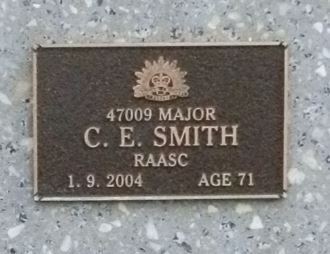 47009 MAJOR
C. E. SMITH
RAASC
1. 9. 2004 AGE 71